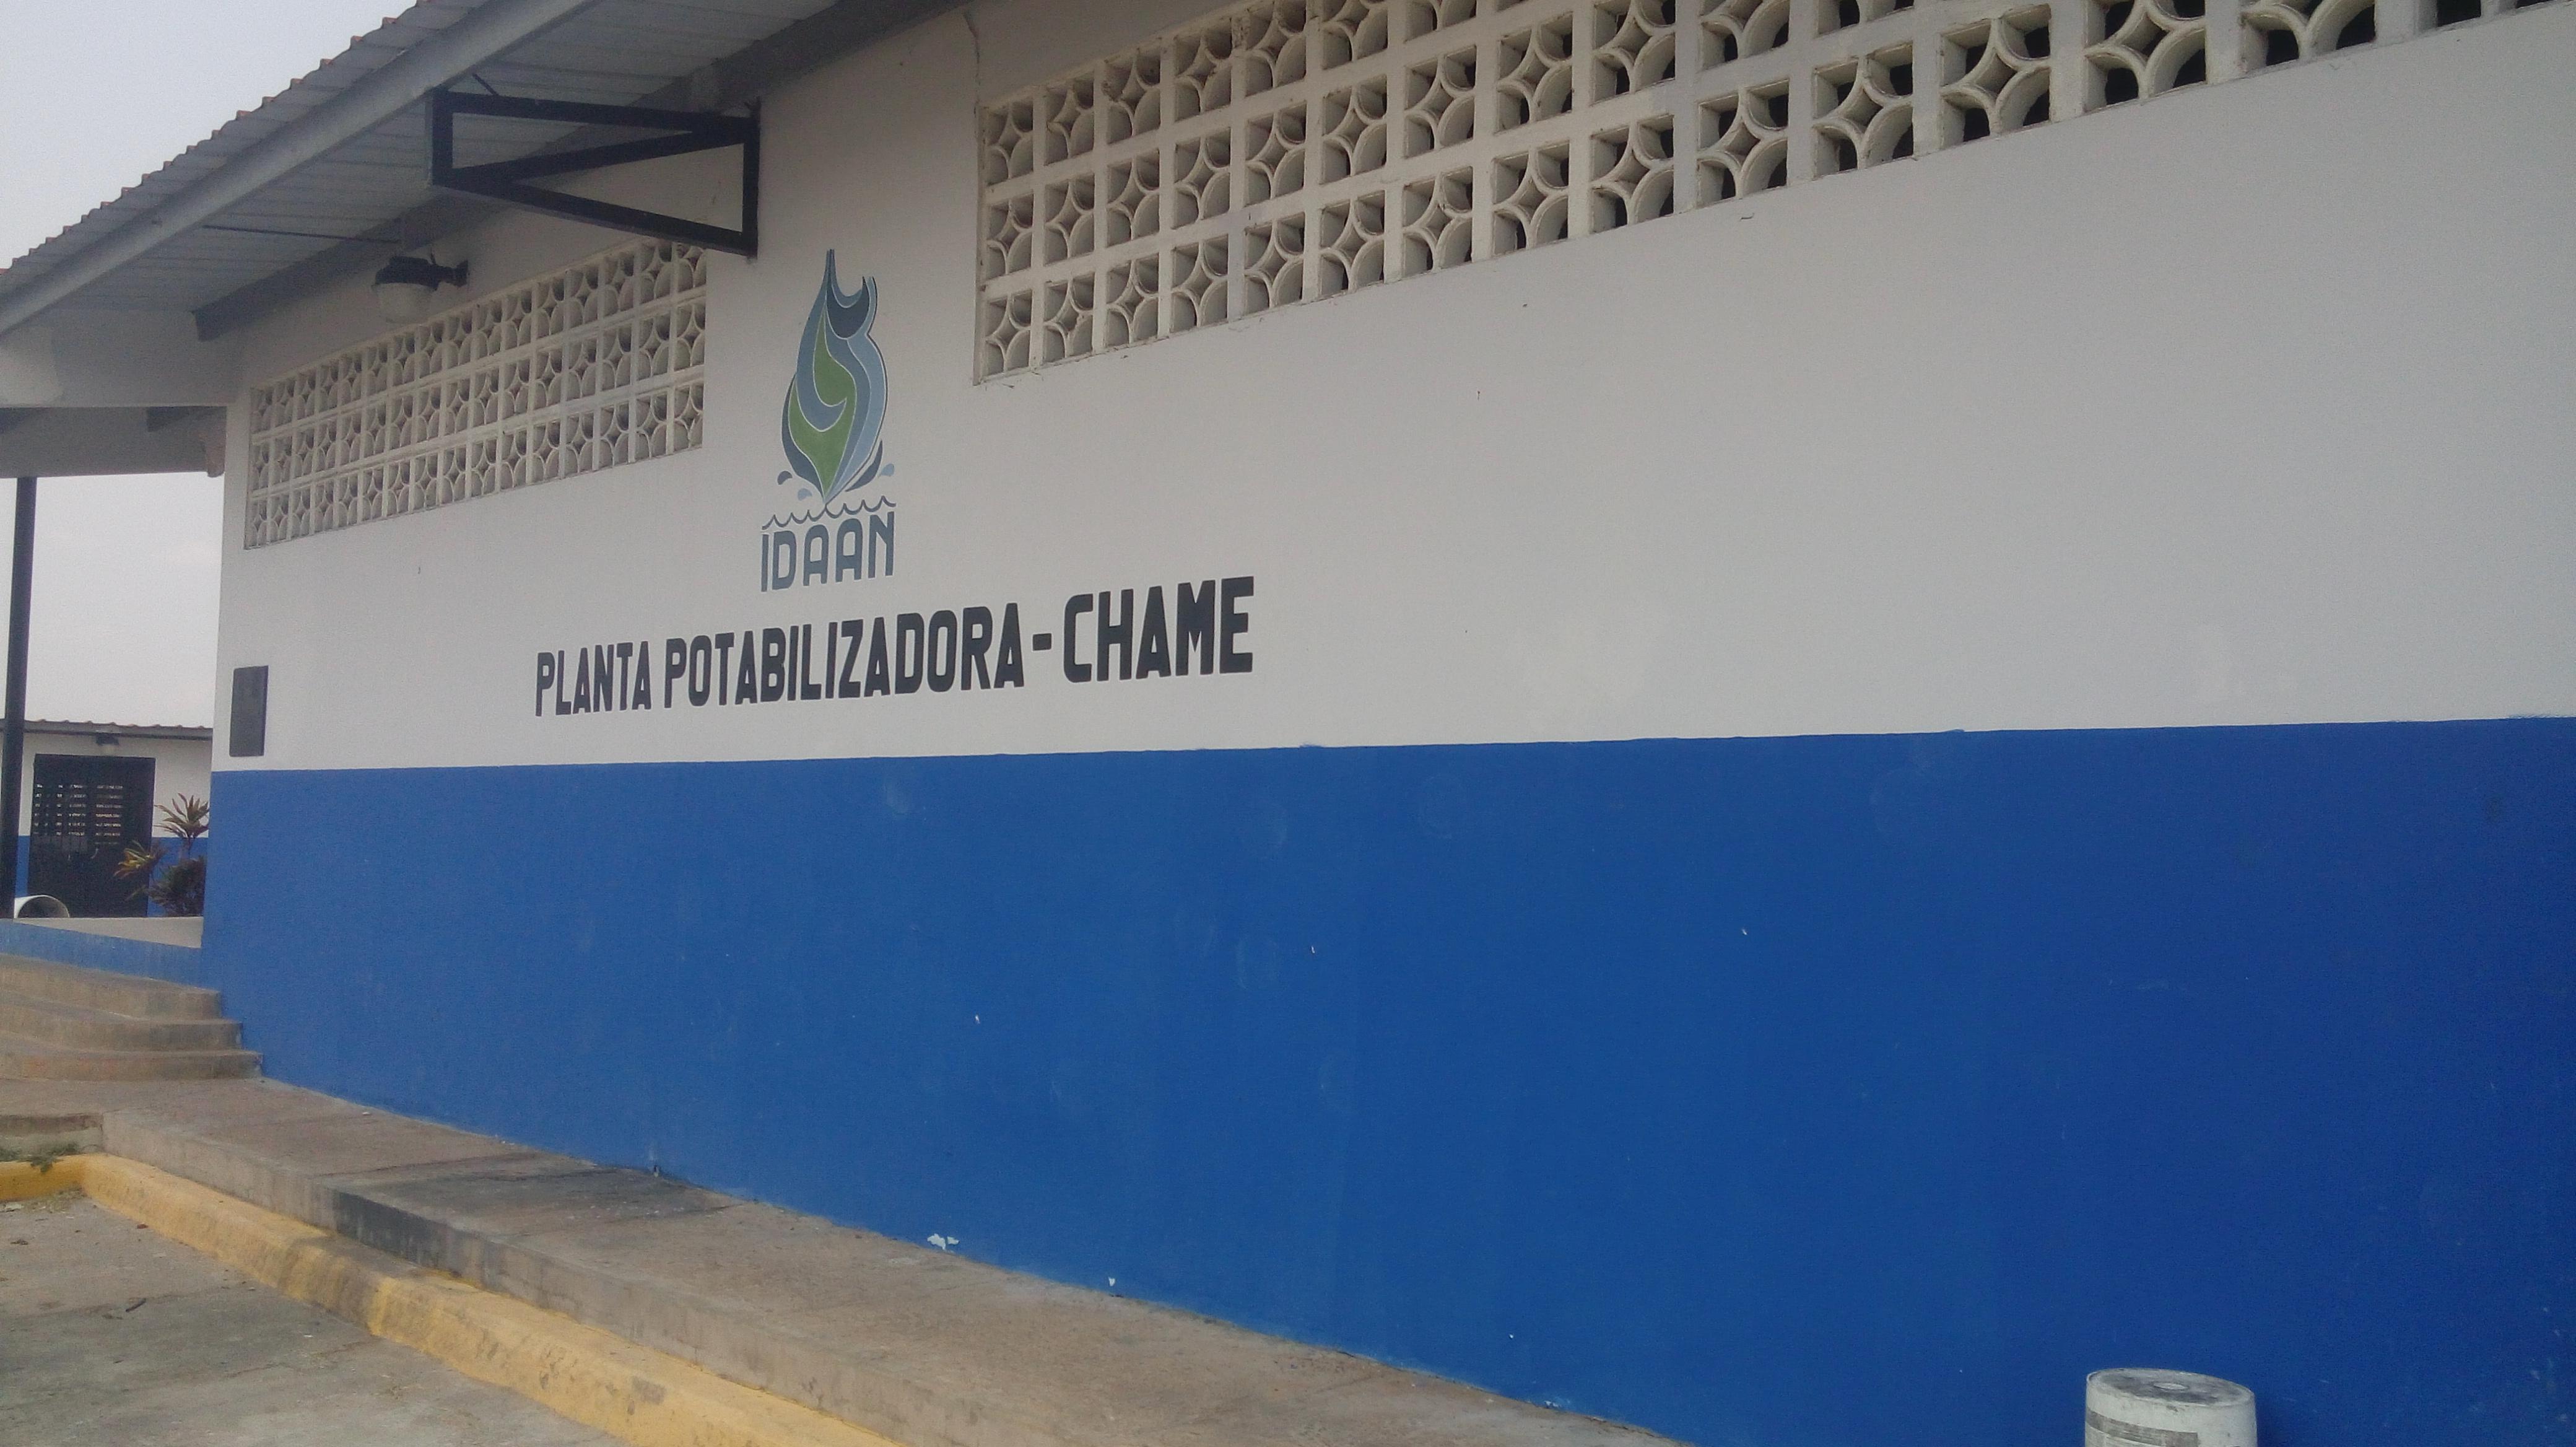 IDAAN
PLANTA POTABILIZADORA - CHAME